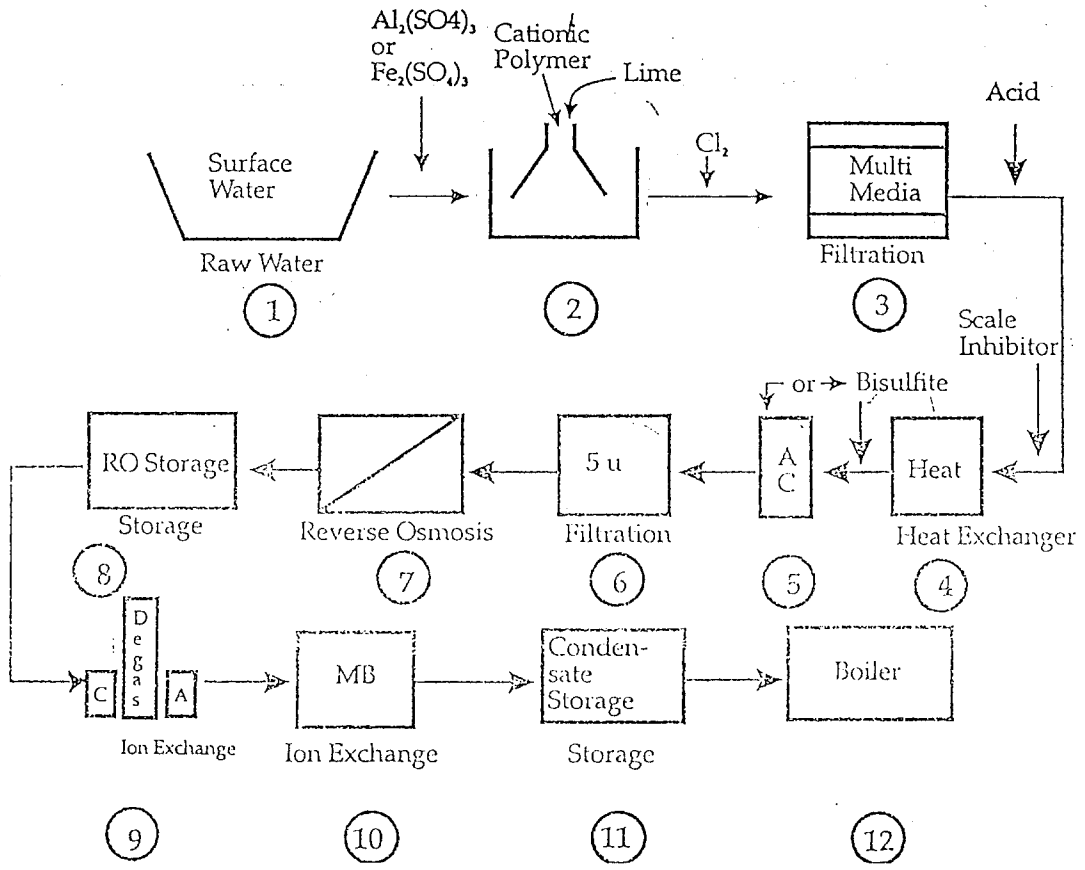 Al₂(SO4)₃
or
Fe₂(SO₄)₃
Cationic
Polymer
Lime
Surface
Water
Raw Water
1
2
Cl₂
Multi
Media
Filtration
3
Acid
Scale
Inhibitor
Heat
Heat Exchanger
4
or
Bisulfite
A
C
5
5 u
Filtration
6
Reverse Osmosis
7
RO Storage
Storage
8
C
Degas
A
Ion Exchange
9
MB
Ion Exchange
10
Conden-
sate
Storage
Storage
11
Boiler
12